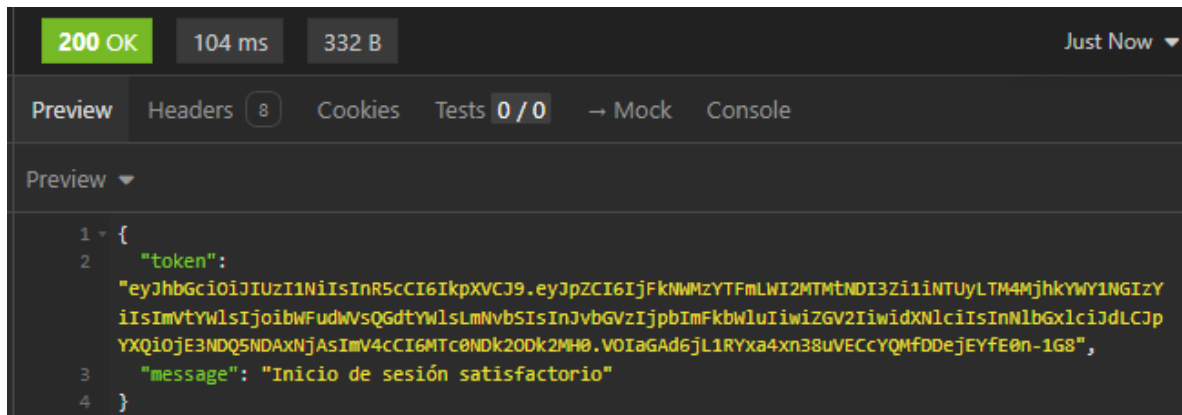 200 OK 104 ms 332 B Just Now
Preview Headers 8 Cookies Tests 0 / 0 → Mock Console
Preview
1 {
2 "token":
"eyJhbGciOiJIUzI1NiIsInR5cCI6IkpXVCJ9.eyJpZCI6IjFkNWMzYTFmLWI2MTMtNDI3Zi1iNTUyLTM4MjhkYWY1NGIzY
iIsImVtYWlsIjoibWFudWVsQGdtYWlsLmNvbSIsInJvbGVzIjpbImFkbWluIiwiZGV2IiwidXNlciIsInNlbGxlciJdLCJp
YXQiOjE3NDQ5NDAxNjAsImV4cCI6MTc0NDk2ODk2MH0.VOIaGAd6jL1RYxa4xn38uVECcYQMfDDejEYfE0n-1G8",
3 "message": "Inicio de sesión satisfactorio"
4 }